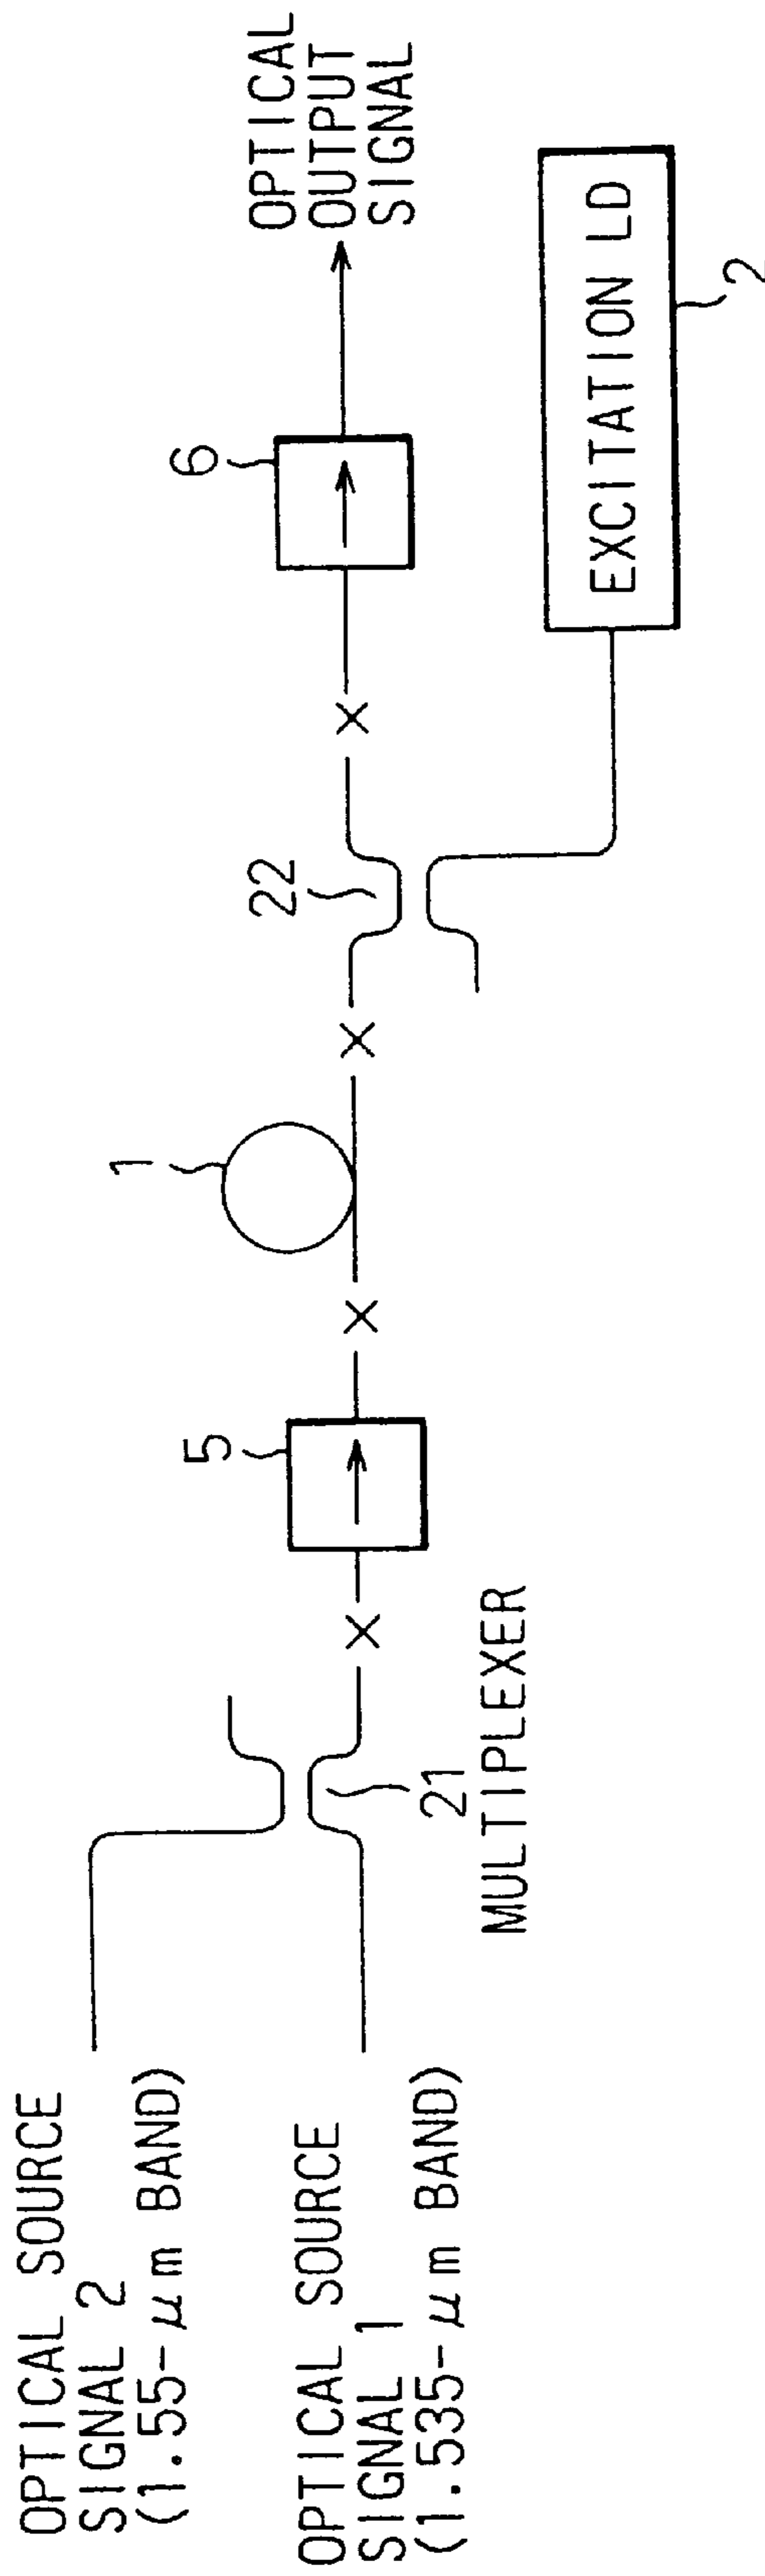 OPTICAL SOURCE
SIGNAL 2
(1.55-μm BAND)
OPTICAL SOURCE
SIGNAL 1
(1.535-μm BAND)
21
MULTIPLEXER
5
1
22
6
OPTICAL
OUTPUT
SIGNAL
EXCITATION LD
2